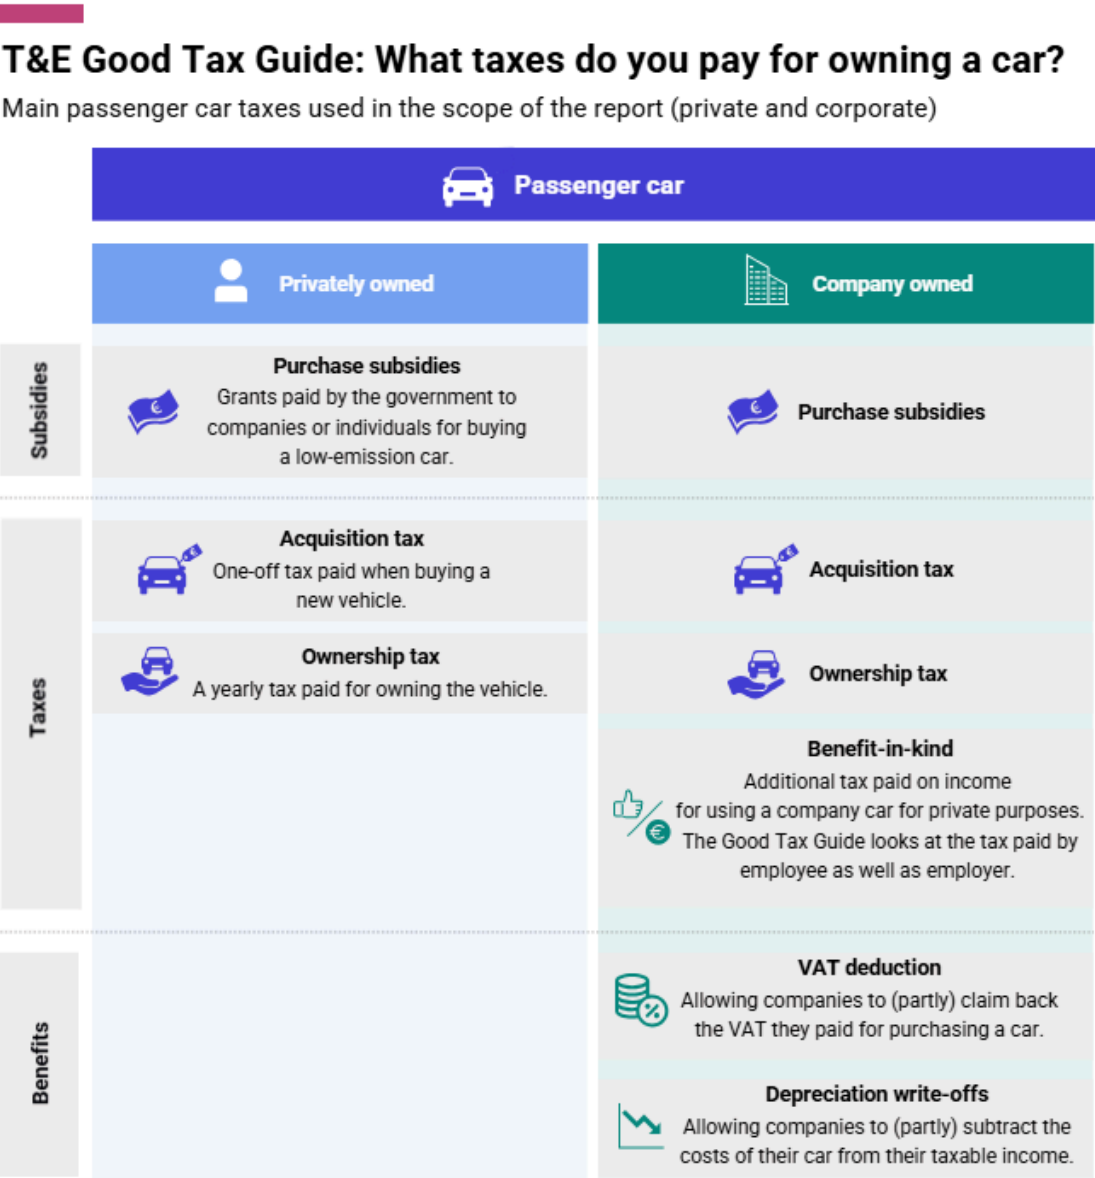 T&E Good Tax Guide: What taxes do you pay for owning a car?
Main passenger car taxes used in the scope of the report (private and corporate)
Passenger car
Privately owned
Company owned
Subsidies
Purchase subsidies
Grants paid by the government to
companies or individuals for buying
a low-emission car.
Purchase subsidies
Taxes
Acquisition tax
One-off tax paid when buying a
new vehicle.
Acquisition tax
Ownership tax
A yearly tax paid for owning the vehicle.
Ownership tax
Benefit-in-kind
Additional tax paid on income
for using a company car for private purposes.
The Good Tax Guide looks at the tax paid by
employee as well as employer.
Benefits
VAT deduction
Allowing companies to (partly) claim back
the VAT they paid for purchasing a car.
Depreciation write-offs
Allowing companies to (partly) subtract the
costs of their car from their taxable income.